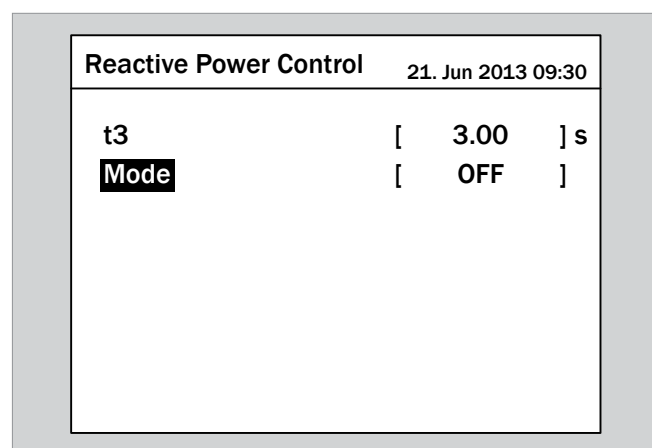 Reactive Power Control 21. Jun 2013 09:30
t3 [ 3.00 ] s
Mode [ OFF ]